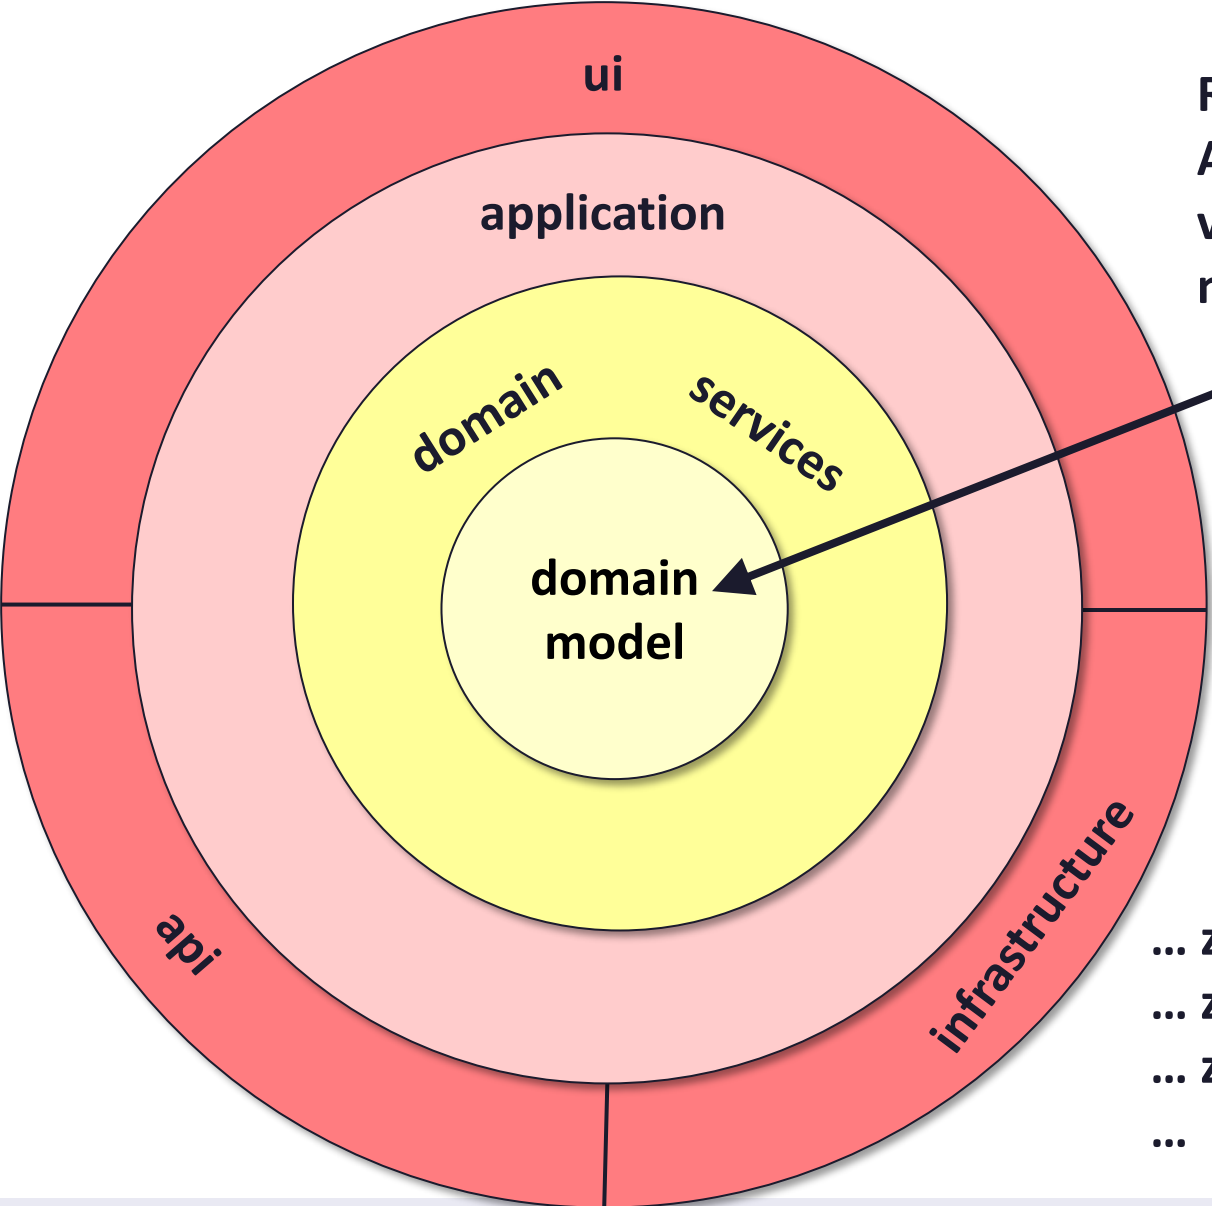 ui
application
domain services
domain
model
api
infrastructure
... z
... z
... z
...